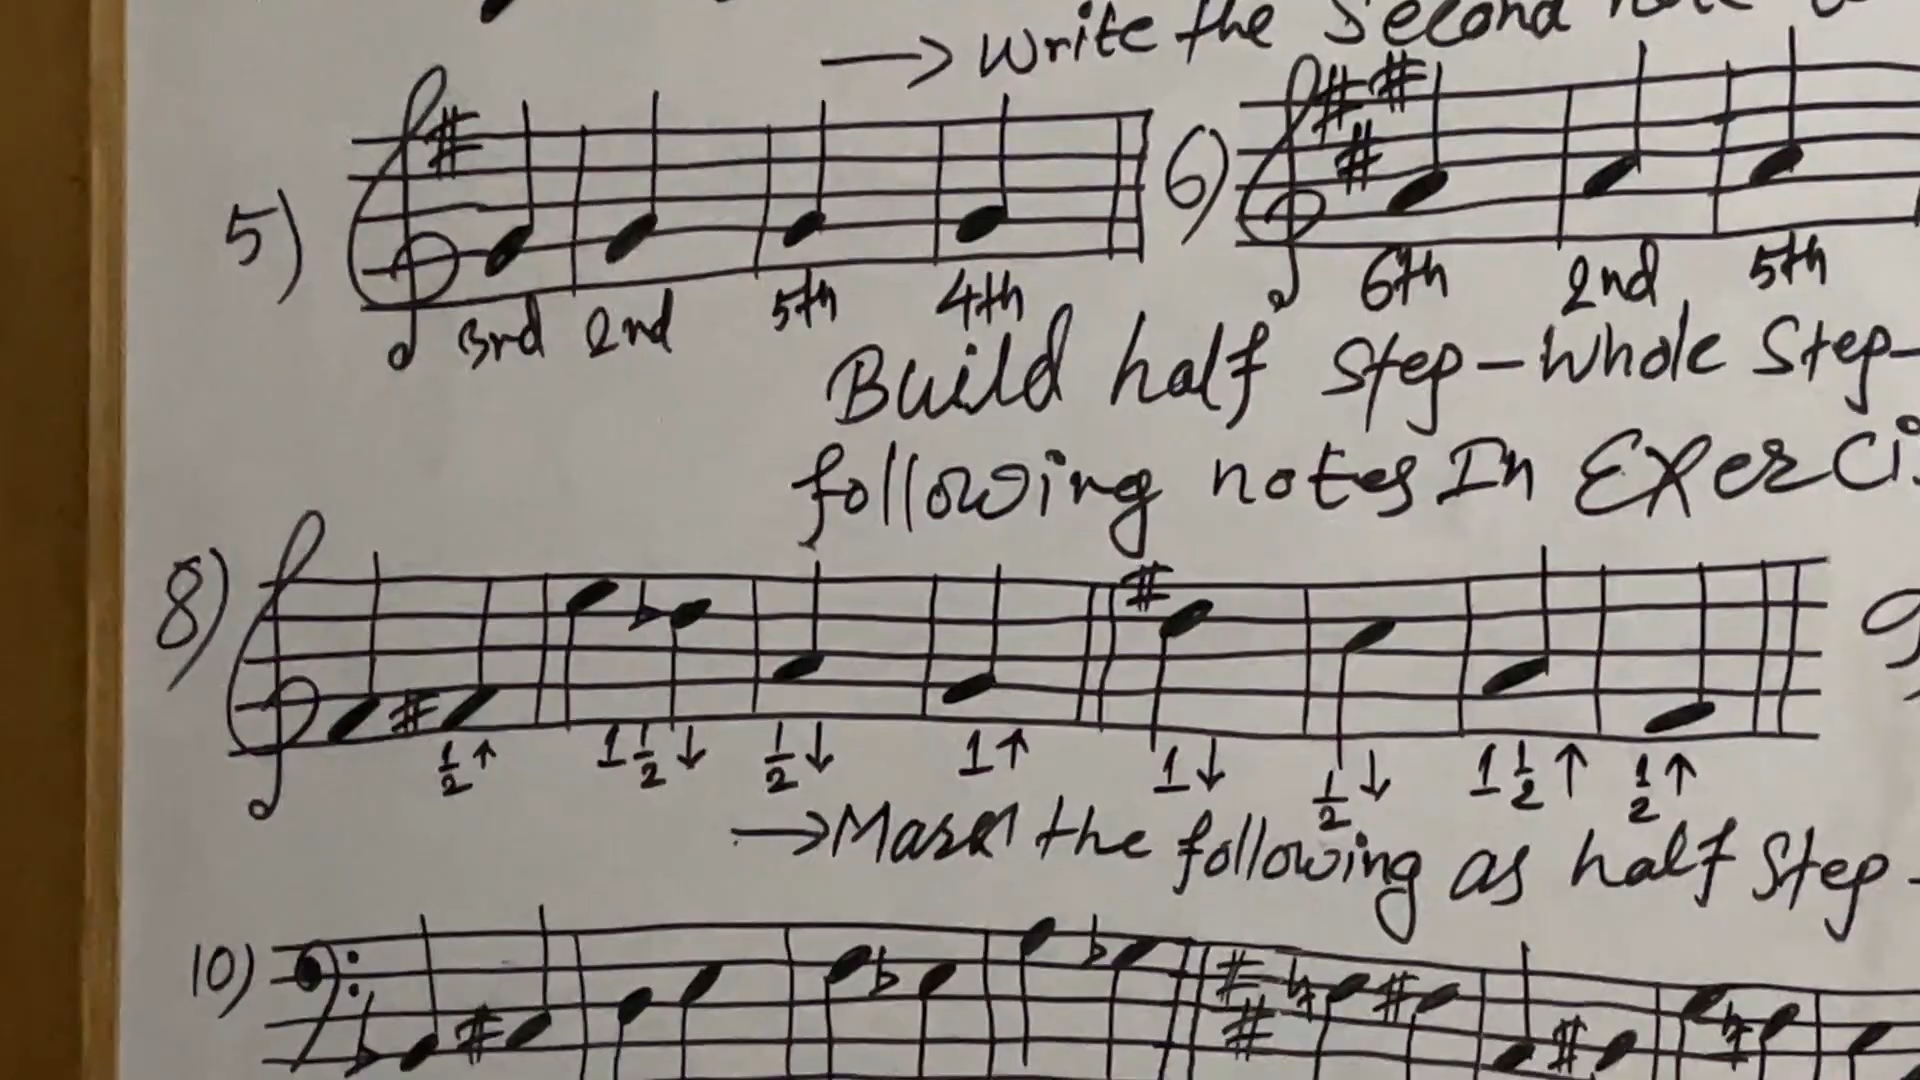 → Write the Second
5) 3rd 2nd 5th 4th
6) 6th 2nd 5th
Build half Step-Whole Step-
following notes In Exerci
8) ½↑ 1½↓ ½↓ 1↑ 1↓ ½↓ 1½↑ ½↑
→ Mark the following as half Step-
10)